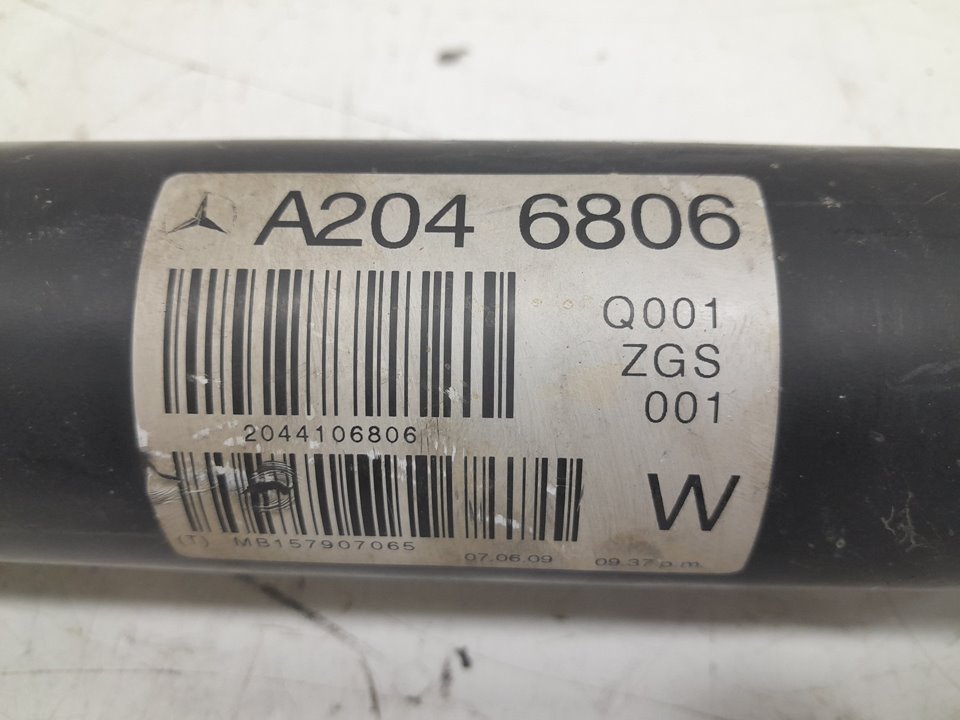 A204 6806
Q001
ZGS
001
2044106806
W
(T) MB157907065
07.06.09 09.37 p.m.